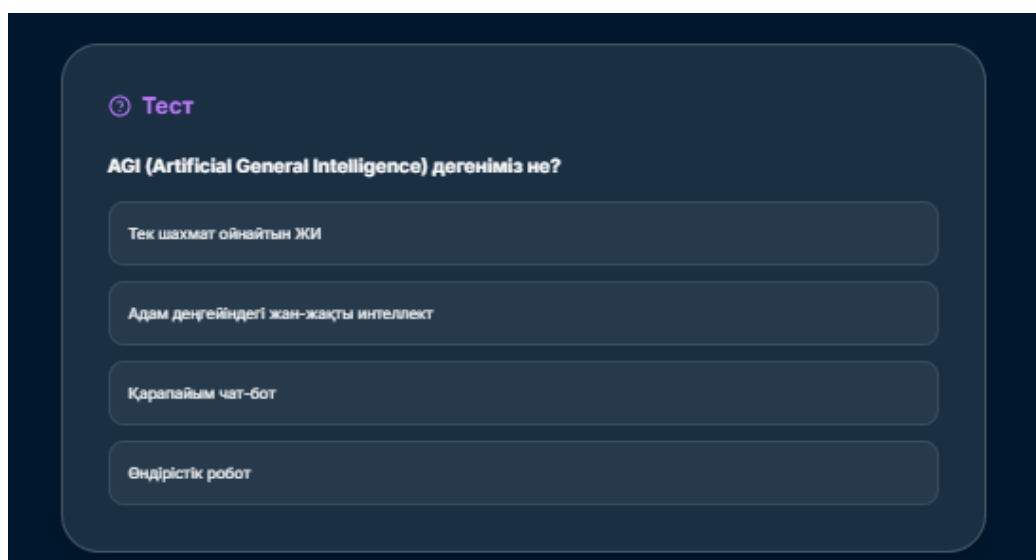 Тест
AGI (Artificial General Intelligence) дегеніміз не?
Тек шахмат ойнайтын ЖИ
Адам деңгейіндегі жан-жақты интеллект
Қарапайым чат-бот
Өндірістік робот